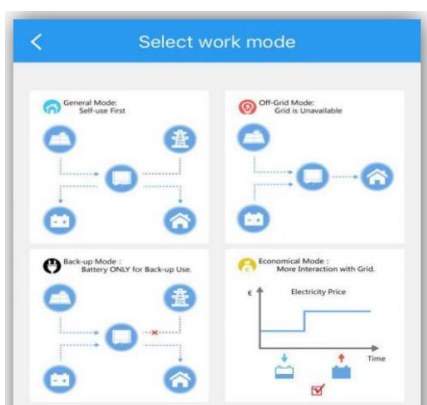 Select work mode
General Mode:
Self-use First
Off-Grid Mode:
Grid is Unavailable
Back-up Mode :
Battery ONLY for Back-up Use.
Economical Mode :
More Interaction with Grid.
€
Electricity Price
Time